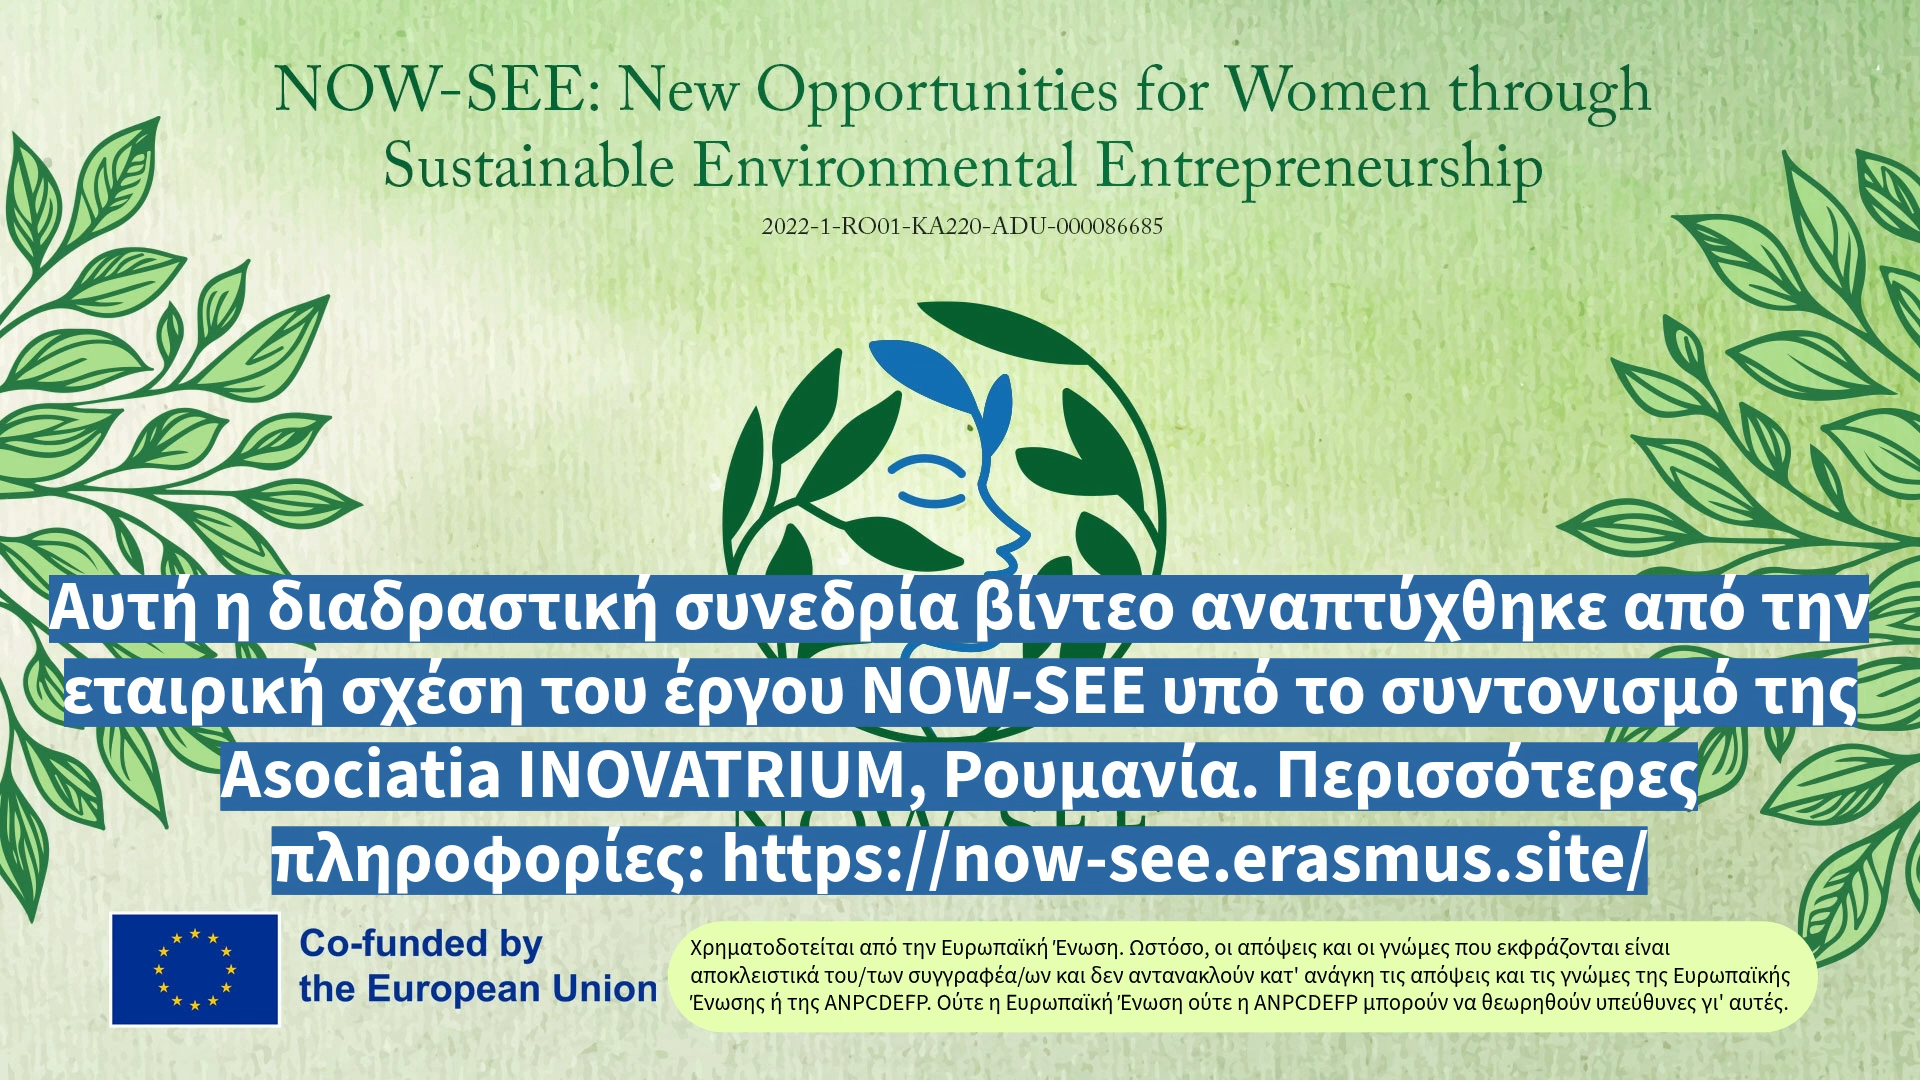 NOW-SEE: New Opportunities for Women through
Sustainable Environmental Entrepreneurship
2022-1-RO01-KA220-ADU-000086685
Αυτή η διαδραστική συνεδρία βίντεο αναπτύχθηκε από την
εταιρική σχέση του έργου NOW-SEE υπό το συντονισμό της
Asociatia INOVATRIUM, Ρουμανία. Περισσότερες
πληροφορίες: https://now-see.erasmus.site/
NOW-SEE
Co-funded by
the European Union
Χρηματοδοτείται από την Ευρωπαϊκή Ένωση. Ωστόσο, οι απόψεις και οι γνώμες που εκφράζονται είναι
αποκλειστικά του/των συγγραφέα/ων και δεν αντανακλούν κατ' ανάγκη τις απόψεις και τις γνώμες της Ευρωπαϊκής
Ένωσης ή της ANPCDEFP. Ούτε η Ευρωπαϊκή Ένωση ούτε η ANPCDEFP μπορούν να θεωρηθούν υπεύθυνες γι' αυτές.